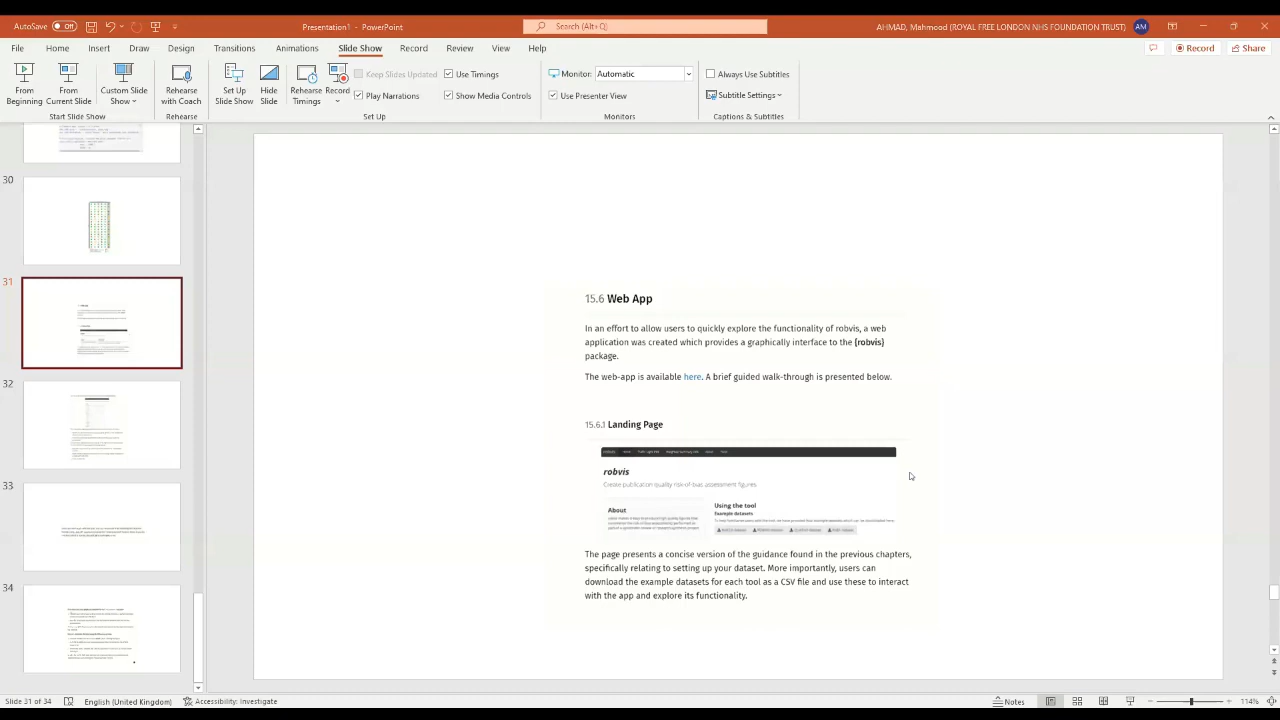 AutoSave Off
Presentation1 - PowerPoint
Search (Alt+Q)
AHMAD, Mahmood (ROYAL FREE LONDON NHS FOUNDATION TRUST)
AM
File Home Insert Draw Design Transitions Animations Slide Show Record Review View Help
Record
Share
From Beginning
From Current Slide
Custom Slide Show
Start Slide Show
Rehearse with Coach
Rehearse
Set Up Slide Show
Hide Slide
Rehearse Timings
Record
Keep Slides Updated
Play Narrations
Use Timings
Show Media Controls
Set Up
Monitor: Automatic
Use Presenter View
Monitors
Always Use Subtitles
Subtitle Settings
Captions & Subtitles
30
31
32
33
34
15.6 Web App
In an effort to allow users to quickly explore the functionality of robvis, a web
application was created which provides a graphically interface to the {robvis}
package.
The web-app is available here. A brief guided walk-through is presented below.
15.6.1 Landing Page
robvis
Create publication quality risk-of-bias assessment figures
About
Using the tool
Example datasets
The page presents a concise version of the guidance found in the previous chapters,
specifically relating to setting up your dataset. More importantly, users can
download the example datasets for each tool as a CSV file and use these to interact
with the app and explore its functionality.
Slide 31 of 34
English (United Kingdom)
Accessibility: Investigate
Notes
114%